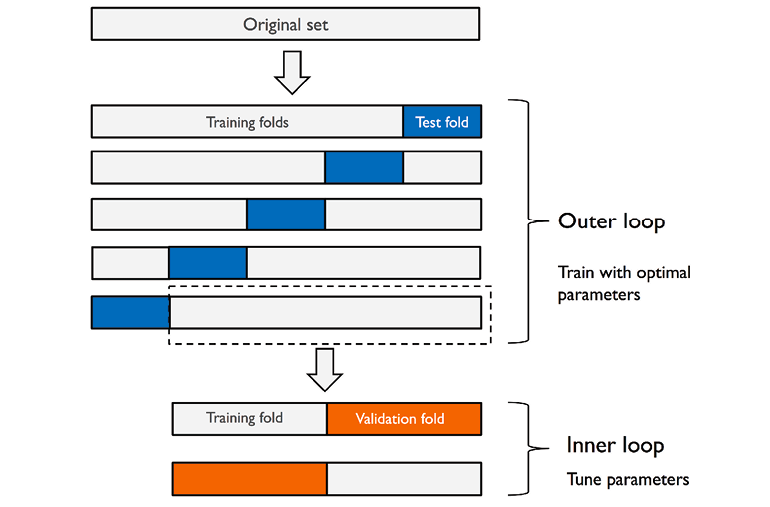 Original set
Training folds
Test fold
Outer loop
Train with optimal
parameters
Training fold
Validation fold
Inner loop
Tune parameters